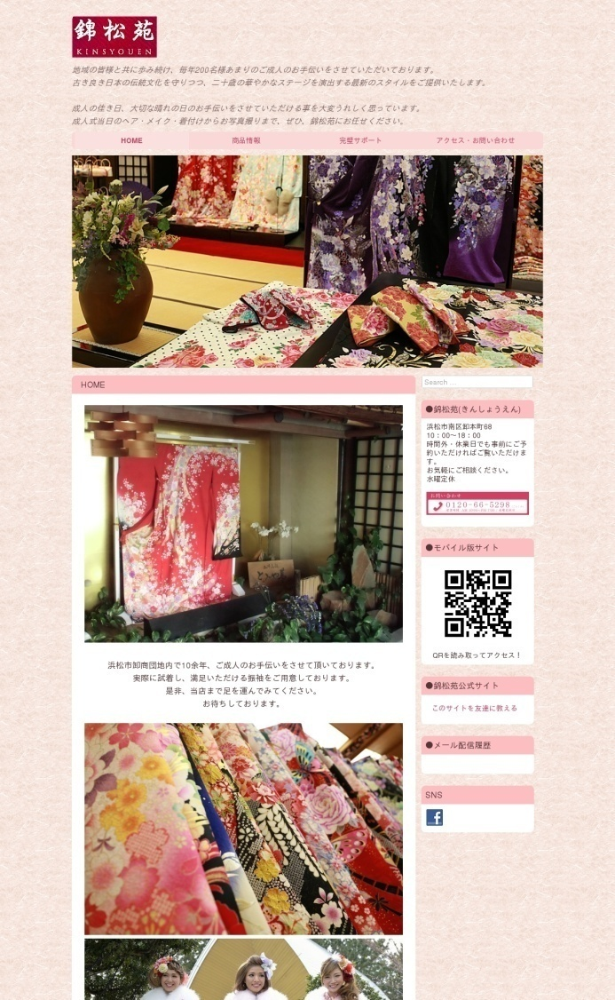 錦松苑
KINSYOUEN
地域の皆様と共に歩み続け、毎年200名様あまりのご成人のお手伝いをさせていただいております。
古き良き日本の伝統文化を守りつつ、二十歳の華やかなステージを演出する最新のスタイルをご提供いたします。
成人の佳き日、大切な晴れの日のお手伝いをさせていただける事を大変うれしく思っています。
成人式当日のヘア・メイク・着付けからお写真撮りまで、ぜひ、錦松苑にお任せください。
HOME
商品情報
完璧サポート
アクセス・お問い合わせ
HOME
浜松市卸商団地内で10余年、ご成人のお手伝いをさせて頂いております。
実際に試着し、満足いただける振袖をご用意しております。
是非、当店まで足を運んでみてください。
お待ちしております。
Search …
●錦松苑(きんしょうえん)
浜松市南区卸本町68
10：00〜18：00
時間外・休業日でも事前にご予
約いただければご覧いただけま
す。
お気軽にご相談ください。
水曜定休
お問い合わせ
0120-66-5298
●モバイル版サイト
QRを読み取ってアクセス！
●錦松苑公式サイト
このサイトを友達に教える
●メール配信履歴
SNS